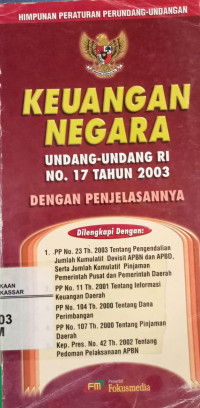 HIMPUNAN PERATURAN PERUNDANG-UNDANGAN
KEUANGAN
NEGARA
UNDANG-UNDANG RI
NO. 17 TAHUN 2003
DENGAN PENJELASANNYA
Dilengkapi Dengan:
1. PP No. 23 Th. 2003 Tentang Pengendalian
Jumlah Kumulatif Devisit APBN dan APBD,
Serta Jumlah Kumulatif Pinjaman
Pemerintah Pusat dan Pemerintah Daerah
PP No. 11 Th. 2001 Tentang Informasi
Keuangan Daerah
PP No. 104 Th. 2000 Tentang Dana
Perimbangan
PP No. 107 Th. 2000 Tentang Pinjaman
Daerah
Kep. Pres. No. 42 Th. 2002 Tentang
Pedoman Pelaksanaan APBN
KAAN
KASSAR
03
M
FM Penerbit
Fokusmedia